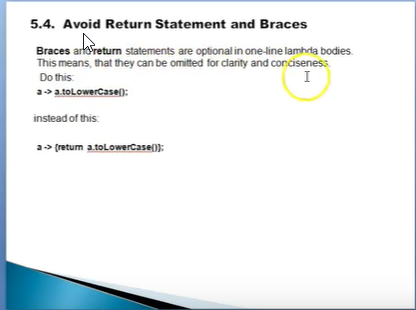 5.4. Avoid Return Statement and Braces
Braces and return statements are optional in one-line lambda bodies.
This means, that they can be omitted for clarity and conciseness.
Do this:
a -> a.toLowerCase();
instead of this:
a -> {return a.toLowerCase()};